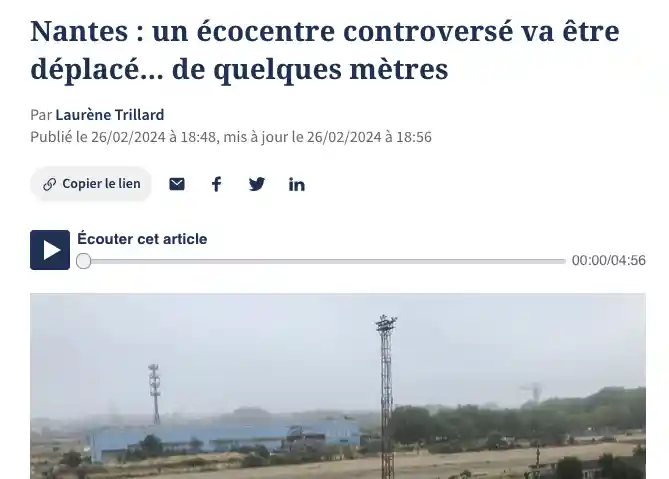 Nantes : un écocentre controversé va être
déplacé... de quelques mètres
Par Laurène Trillard
Publié le 26/02/2024 à 18:48, mis à jour le 26/02/2024 à 18:56
Copier le lien
Écouter cet article
00:00/04:56